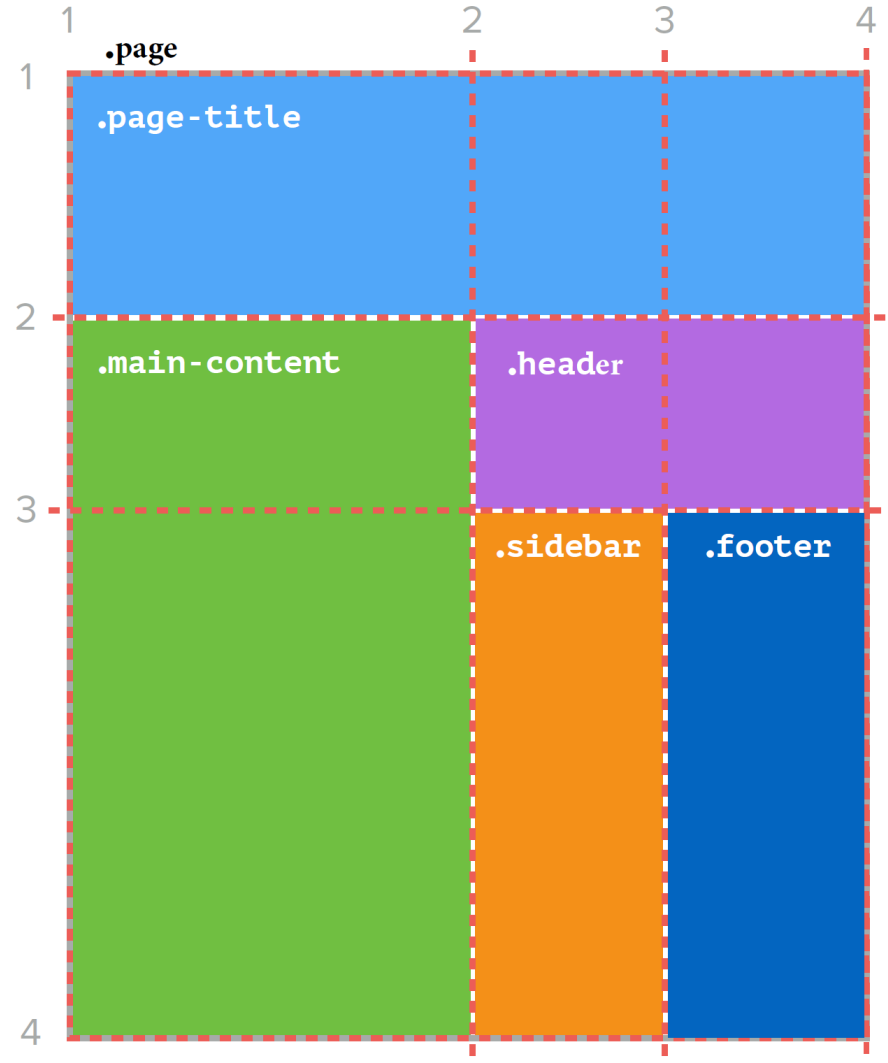 1 2 3 4
.page
1
.page-title
2
.main-content .header
3
.sidebar .footer
4